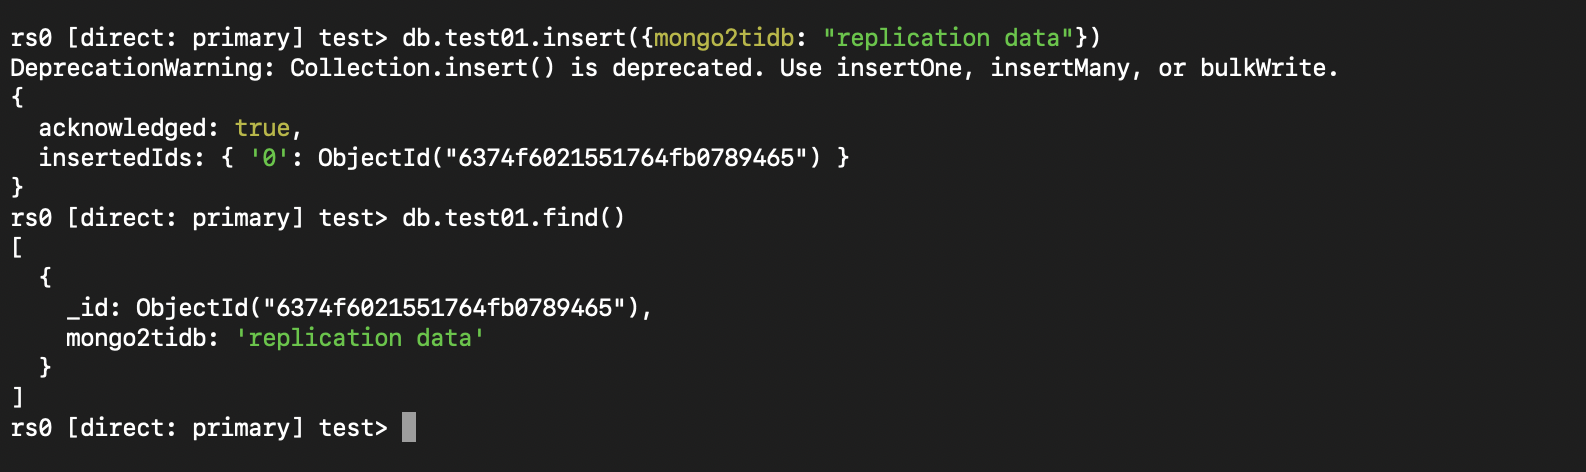 rs0 [direct: primary] test> db.test01.insert({mongo2tidb: "replication data"})
DeprecationWarning: Collection.insert() is deprecated. Use insertOne, insertMany, or bulkWrite.
{
  acknowledged: true,
  insertedIds: { '0': ObjectId("6374f6021551764fb0789465") }
}
rs0 [direct: primary] test> db.test01.find()
[
  {
    _id: ObjectId("6374f6021551764fb0789465"),
    mongo2tidb: 'replication data'
  }
]
rs0 [direct: primary] test>